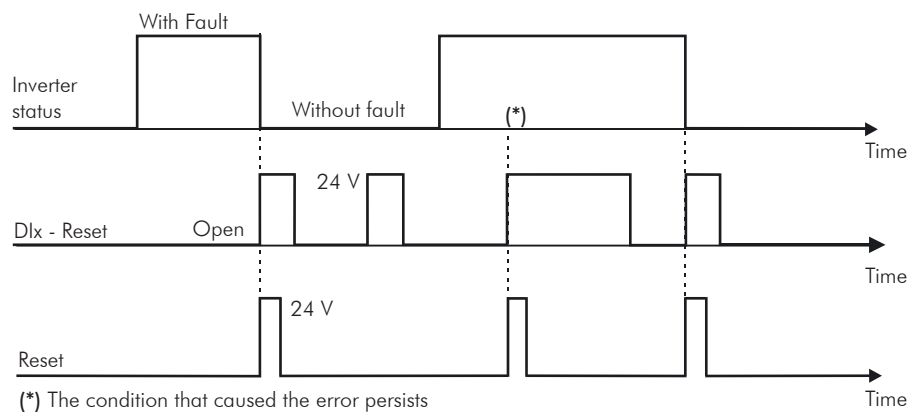 With Fault
Inverter
status
Without fault
(*)
Time
24 V
DIx - Reset
Open
Time
24 V
Reset
Time
(*) The condition that caused the error persists